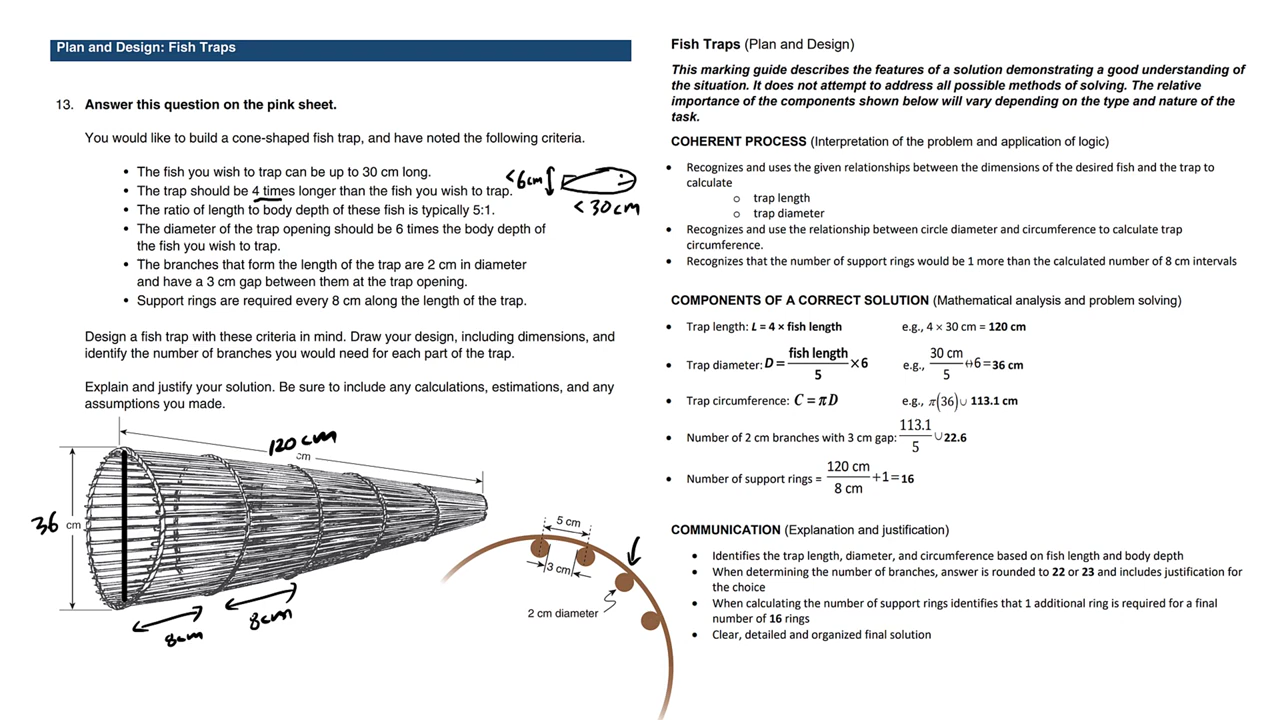 Plan and Design: Fish Traps
13. Answer this question on the pink sheet.
You would like to build a cone-shaped fish trap, and have noted the following criteria.
• The fish you wish to trap can be up to 30 cm long.
• The trap should be 4 times longer than the fish you wish to trap.
• The ratio of length to body depth of these fish is typically 5:1.
• The diameter of the trap opening should be 6 times the body depth of
the fish you wish to trap.
• The branches that form the length of the trap are 2 cm in diameter
and have a 3 cm gap between them at the trap opening.
• Support rings are required every 8 cm along the length of the trap.
<6cm
<30cm
Design a fish trap with these criteria in mind. Draw your design, including dimensions, and
identify the number of branches you would need for each part of the trap.
Explain and justify your solution. Be sure to include any calculations, estimations, and any
assumptions you made.
120cm
cm
36 cm
8cm
8cm
5 cm
3 cm
2 cm diameter
Fish Traps (Plan and Design)
This marking guide describes the features of a solution demonstrating a good understanding of
the situation. It does not attempt to address all possible methods of solving. The relative
importance of the components shown below will vary depending on the type and nature of the
task.
COHERENT PROCESS (Interpretation of the problem and application of logic)
• Recognizes and uses the given relationships between the dimensions of the desired fish and the trap to
calculate
o trap length
o trap diameter
• Recognizes and use the relationship between circle diameter and circumference to calculate trap
circumference.
• Recognizes that the number of support rings would be 1 more than the calculated number of 8 cm intervals
COMPONENTS OF A CORRECT SOLUTION (Mathematical analysis and problem solving)
• Trap length: L = 4 × fish length e.g., 4 × 30 cm = 120 cm
• Trap diameter: D = fish length / 5 × 6 e.g., 30 cm / 5 ↔ 6 = 36 cm
• Trap circumference: C = πD e.g., π(36) ∪ 113.1 cm
• Number of 2 cm branches with 3 cm gap: 113.1 / 5 ∪ 22.6
• Number of support rings = 120 cm / 8 cm + 1 = 16
COMMUNICATION (Explanation and justification)
• Identifies the trap length, diameter, and circumference based on fish length and body depth
• When determining the number of branches, answer is rounded to 22 or 23 and includes justification for
the choice
• When calculating the number of support rings identifies that 1 additional ring is required for a final
number of 16 rings
• Clear, detailed and organized final solution